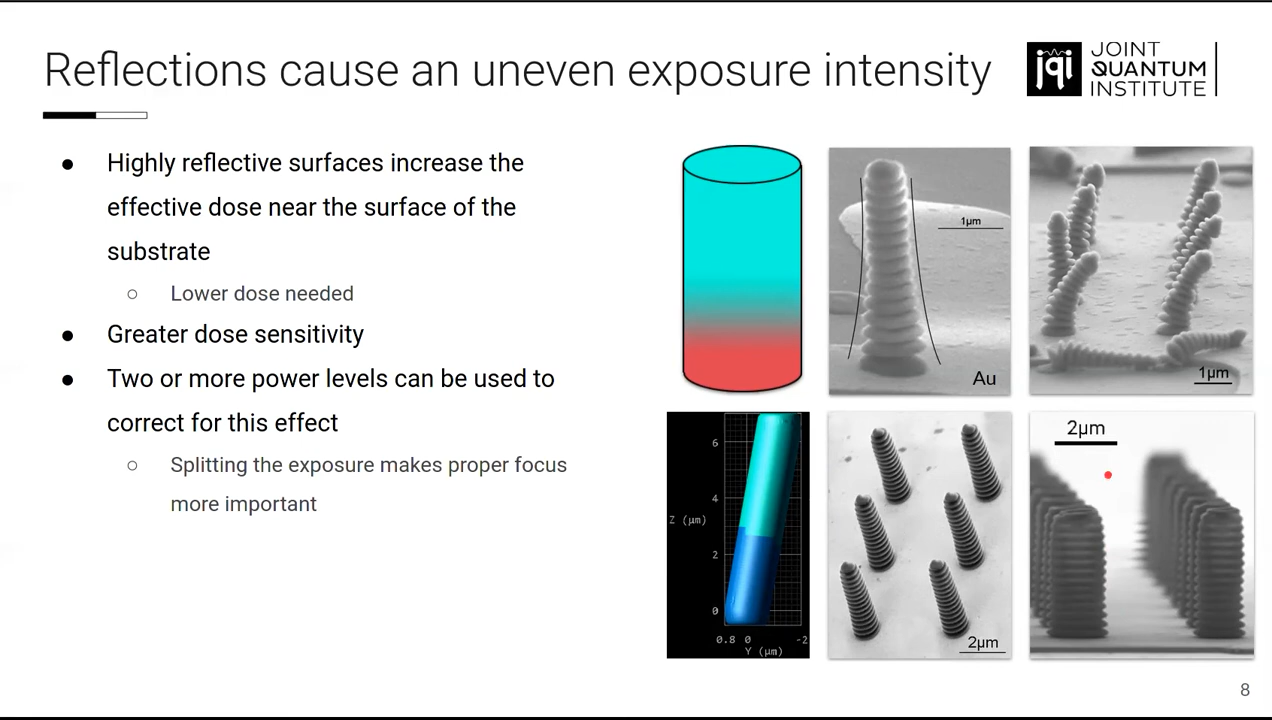 Reflections cause an uneven exposure intensity
jqi
JOINT
QUANTUM
INSTITUTE
● Highly reflective surfaces increase the
effective dose near the surface of the
substrate
○ Lower dose needed
● Greater dose sensitivity
● Two or more power levels can be used to
correct for this effect
○ Splitting the exposure makes proper focus
more important
1µm
Au
1µm
6
4
Z (µm)
2
0
0.8 0 -2
Y (µm)
2µm
2µm
8